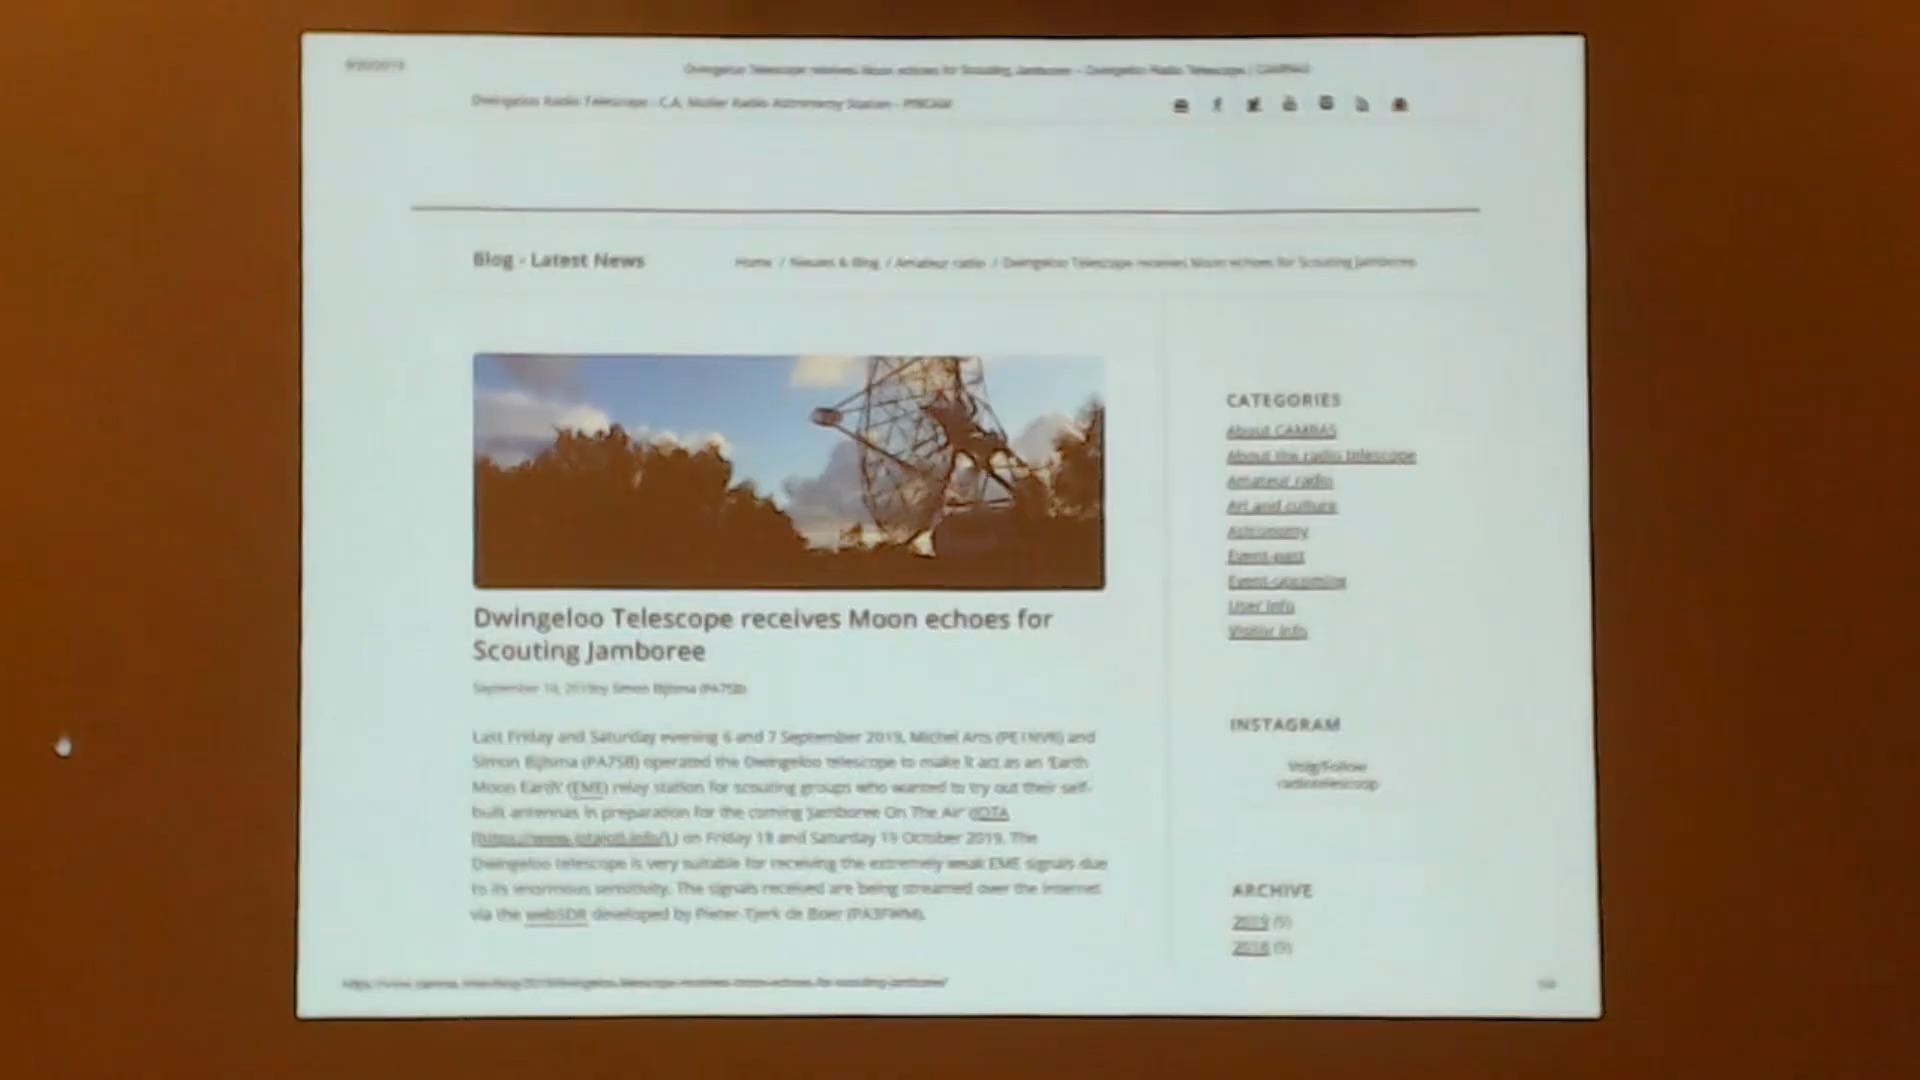 Dwingeloo Telescope receives Moon echoes for Scouting Jamboree - Dwingeloo Radio Telescope | CAMRAS
Dwingeloo Radio Telescope - C.A. Muller Radio Astronomy Station - PI9CAM
Blog - Latest News
Home / Nieuws & Blog / Amateur radio / Dwingeloo Telescope receives Moon echoes for Scouting Jamboree
Dwingeloo Telescope receives Moon echoes for
Scouting Jamboree
September 2019 by Simon Bijlsma (PA7SB)
Last Friday and Saturday evening 6 and 7 September 2019, Michel Arts (PE1NVK) and
Simon Bijlsma (PA7SB) operated the Dwingeloo telescope to make it act as an 'Earth
Moon Earth' (EME) relay station for scouting groups who wanted to try out their self-
built antennas in preparation for the coming 'Jamboree On The Air' (JOTA
on Friday 18 and Saturday 19 October 2019. The
Dwingeloo telescope is very suitable for receiving the extremely weak EME signals due
to its enormous sensitivity. The signals received are being streamed over the internet
via the webSDR developed by Pieter-Tjerk de Boer (PA3FWM).
CATEGORIES
About CAMRAS
About the radio telescope
Amateur radio
Art and culture
Astronomy
Event-past
Event-upcoming
User info
Visitor info
INSTAGRAM
Volg/Follow
radiotelescoop
ARCHIVE
2019 (9)
2018 (9)